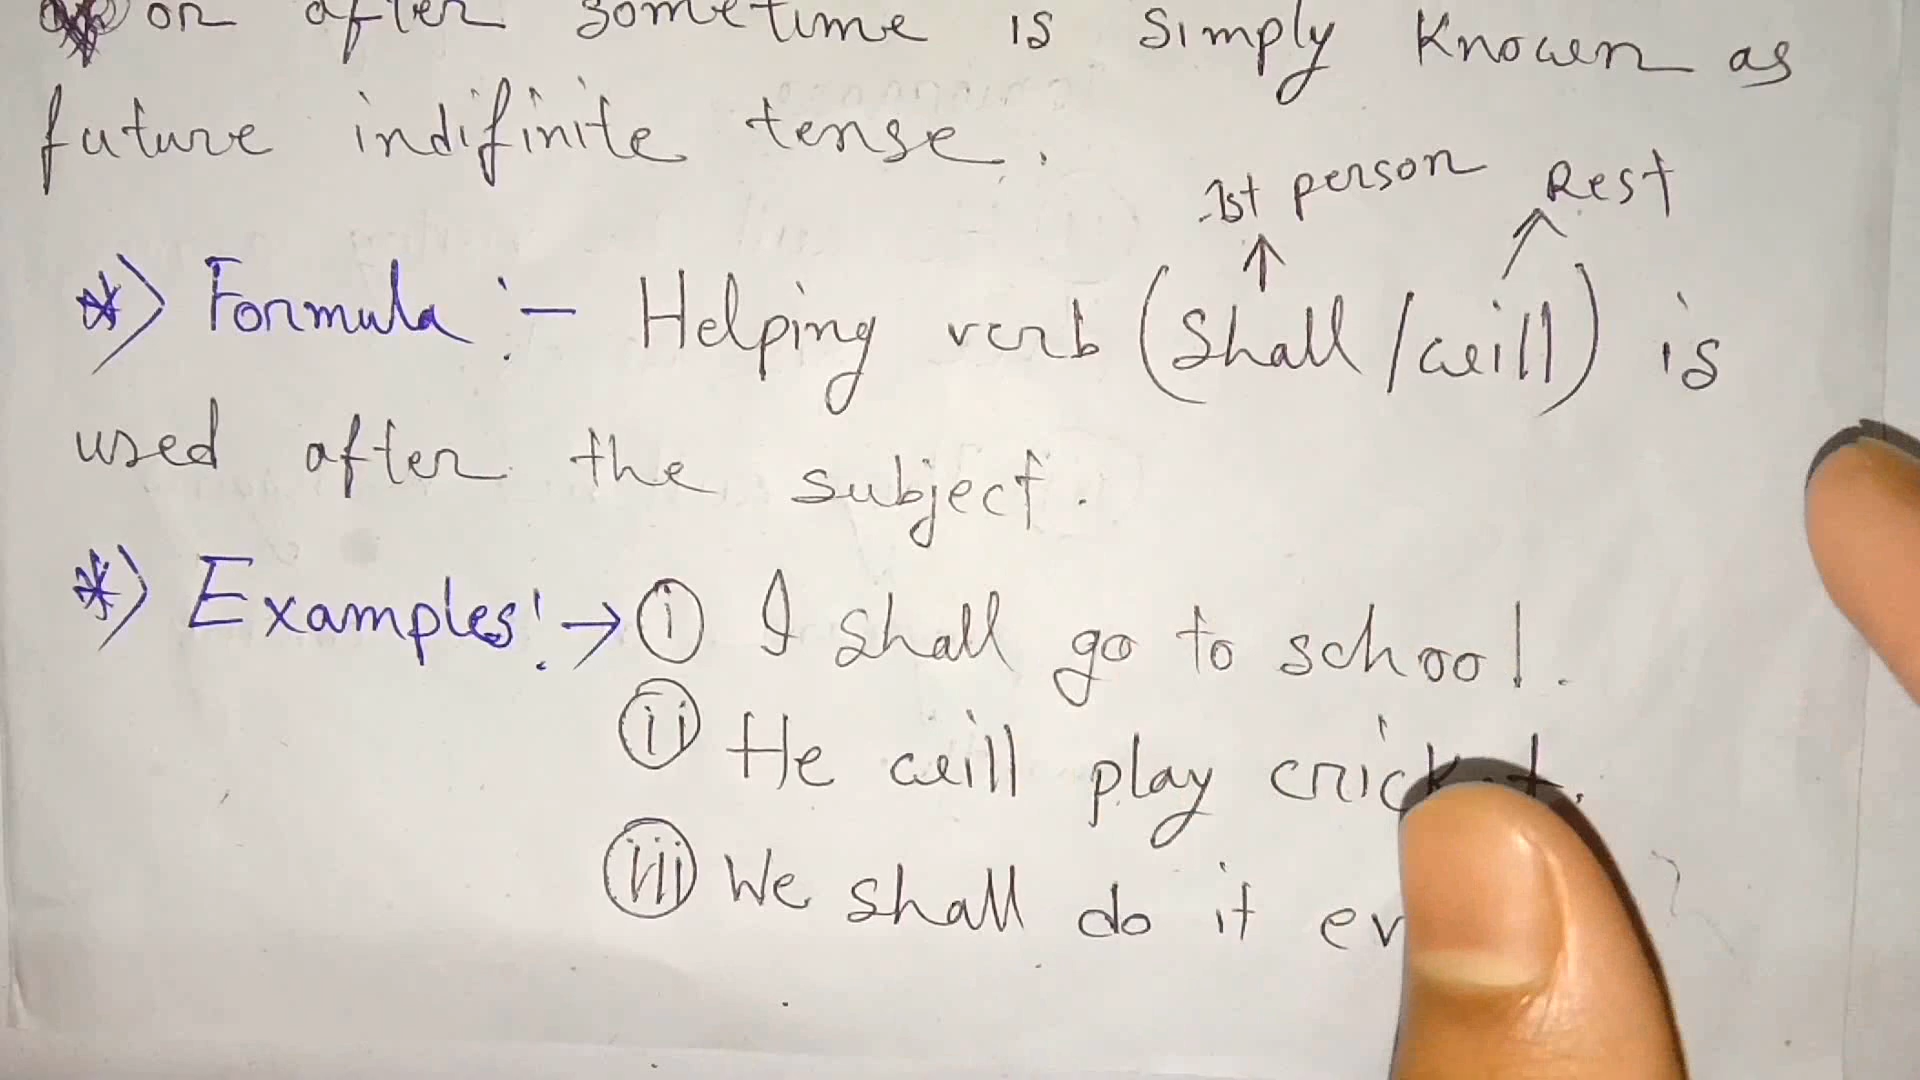 or after sometime is simply known as
future indifinite tense.
1st person Rest
*) Formula :- Helping verb (Shall/will) is
used after the subject.
*) Examples:→ (i) I shall go to school.
(ii) He will play cricket.
(iii) We shall do it